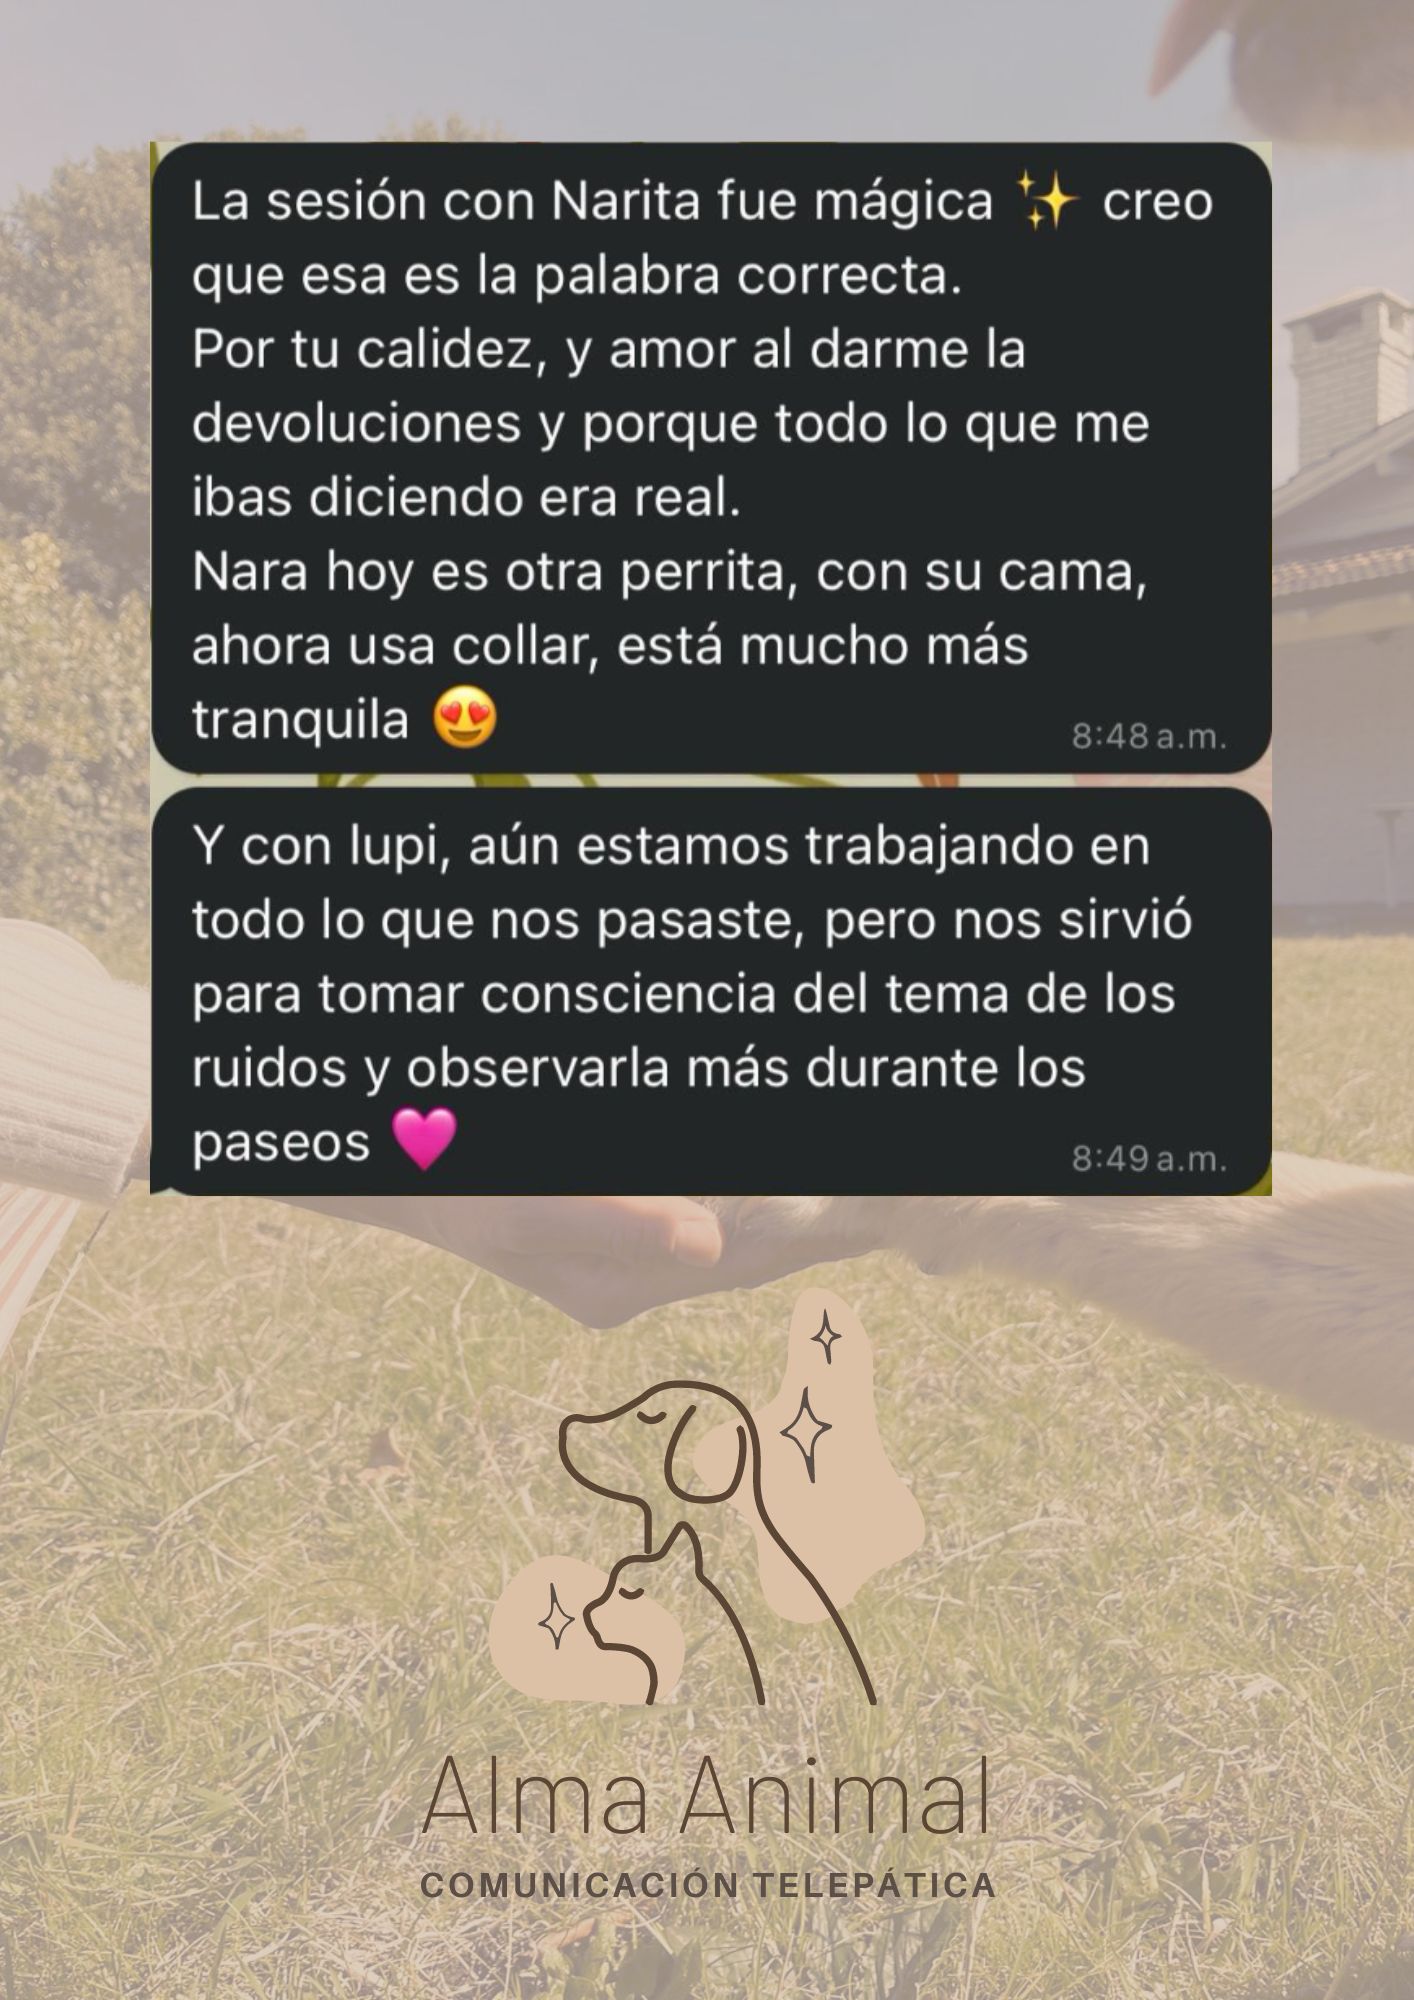 La sesión con Narita fue mágica ✨ creo
que esa es la palabra correcta.
Por tu calidez, y amor al darme la
devoluciones y porque todo lo que me
ibas diciendo era real.
Nara hoy es otra perrita, con su cama,
ahora usa collar, está mucho más
tranquila 😍
8:48 a.m.
Y con lupi, aún estamos trabajando en
todo lo que nos pasaste, pero nos sirvió
para tomar consciencia del tema de los
ruidos y observarla más durante los
paseos 🩷
8:49 a.m.
Alma Animal
COMUNICACIÓN TELEPÁTICA